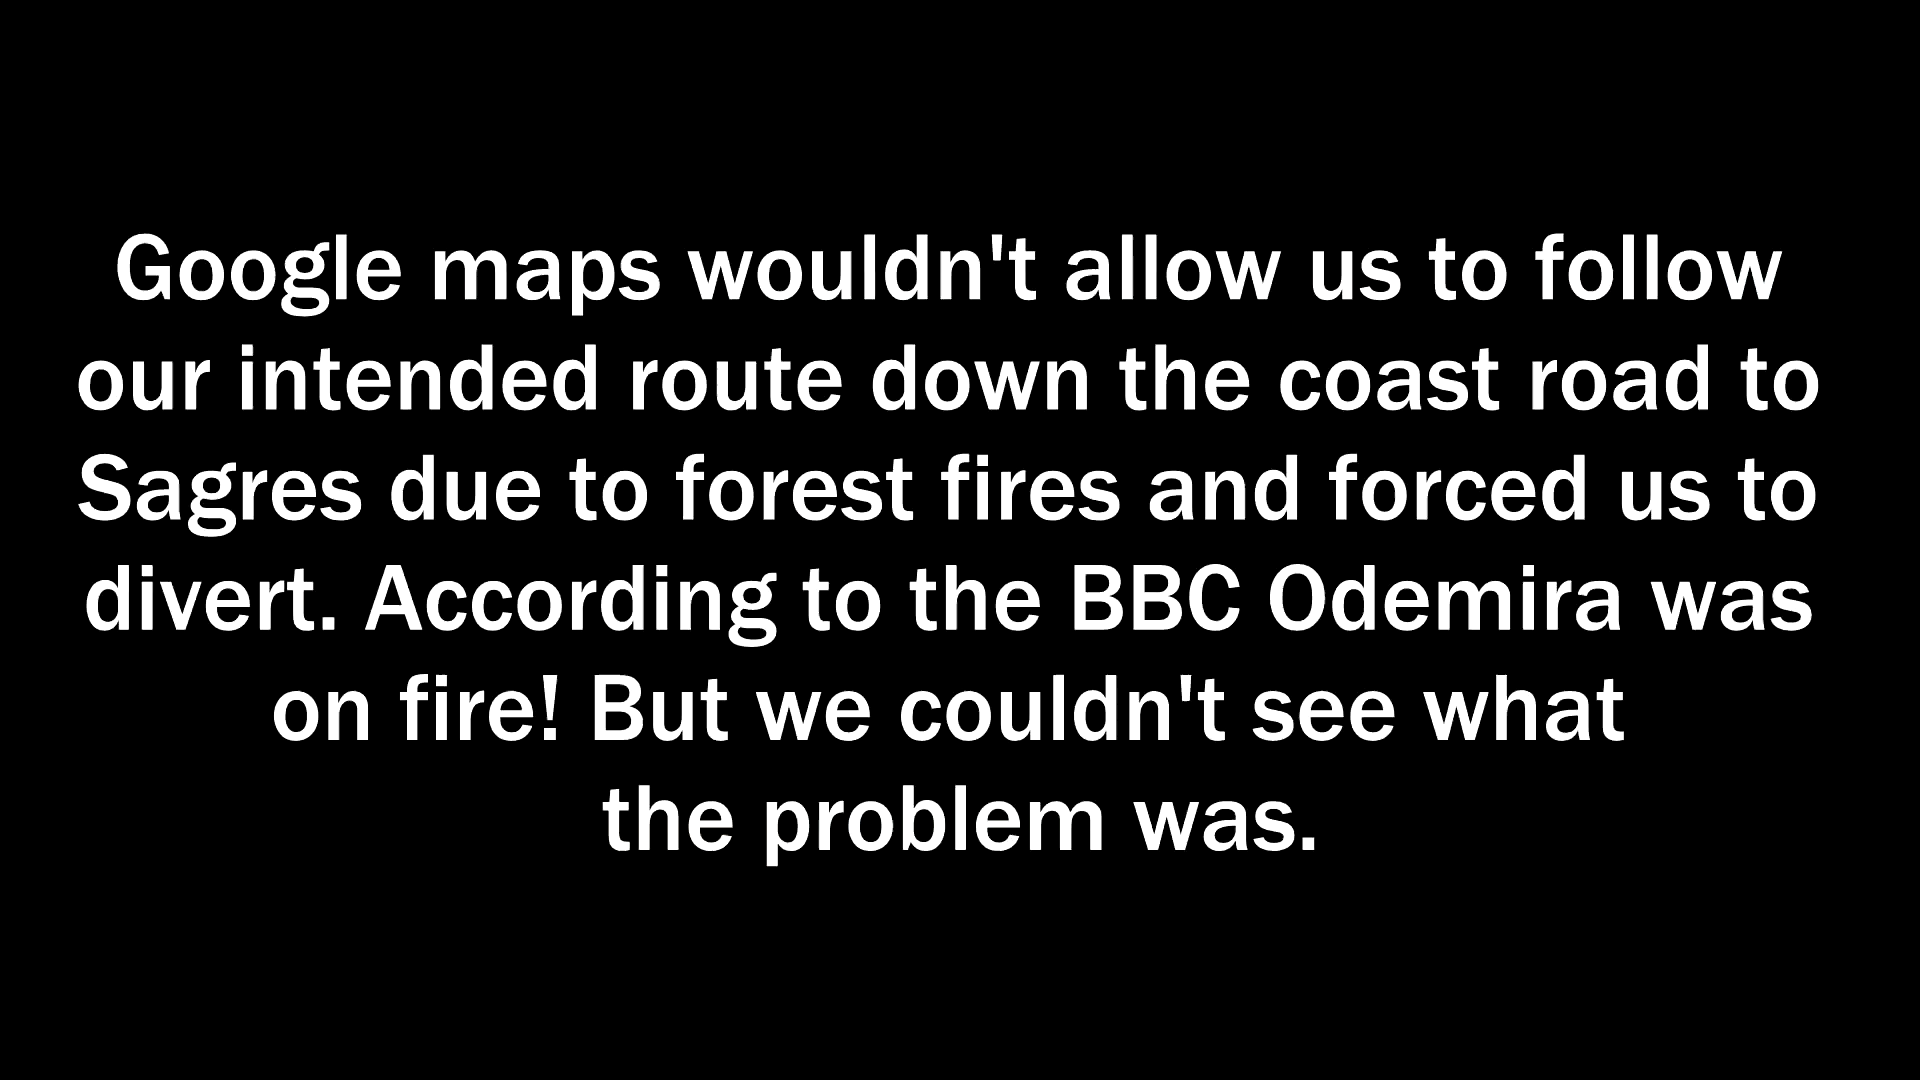 Google maps wouldn't allow us to follow
our intended route down the coast road to
Sagres due to forest fires and forced us to
divert. According to the BBC Odemira was
on fire! But we couldn't see what
the problem was.